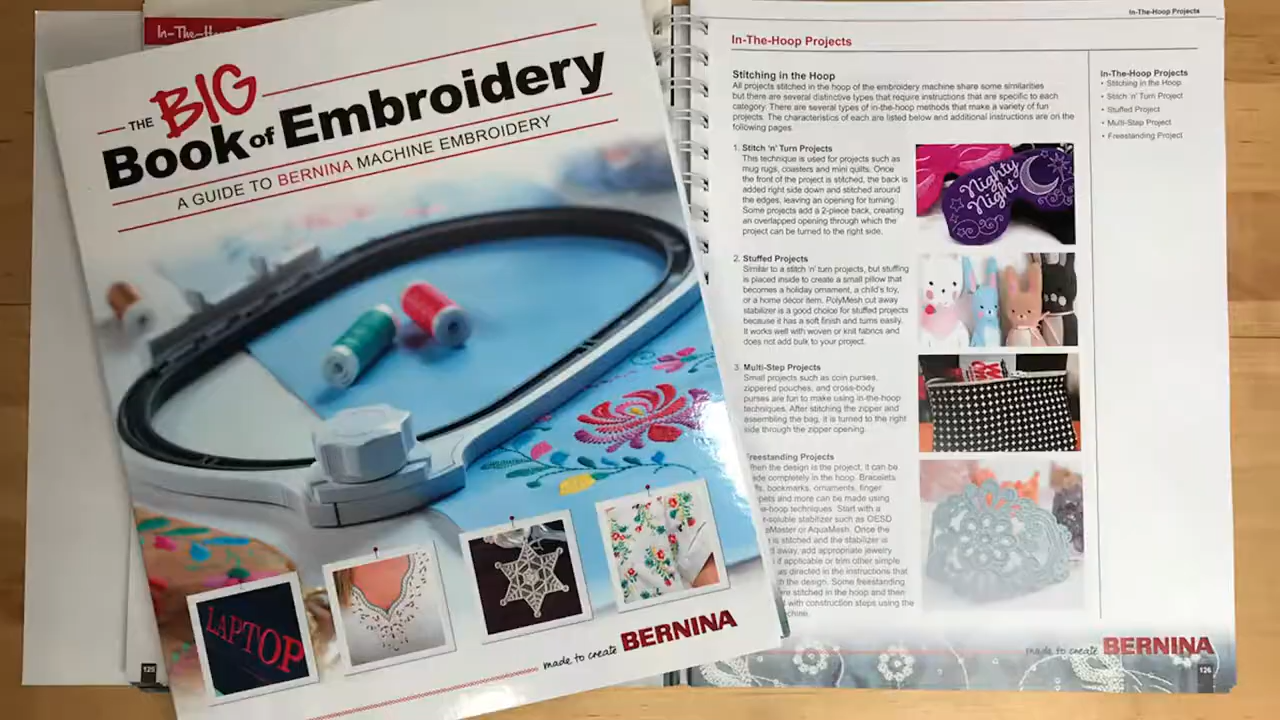 In-The-Hoop
THE BIG
Book of Embroidery
A GUIDE TO BERNINA MACHINE EMBROIDERY
LAPTOP
made to create BERNINA
125
In-The-Hoop Projects
In-The-Hoop Projects
Stitching in the Hoop
All projects stitched in the hoop of the embroidery machine share some similarities
but there are several distinctive types that require instructions that are specific to each
category. There are several types of in-the-hoop methods that make a variety of fun
projects. The characteristics of each are listed below and additional instructions are on the
following pages.
1. Stitch 'n' Turn Projects
This technique is used for projects such as
mug rugs, coasters and mini quilts. Once
the front of the project is stitched, the back is
added right side down and stitched around
the edges, leaving an opening for turning.
Some projects add a 2-piece back, creating
an overlapped opening through which the
project can be turned to the right side.
Nighty
Night
2. Stuffed Projects
Similar to a stitch 'n' turn projects, but stuffing
is placed inside to create a small pillow that
becomes a holiday ornament, a child's toy,
or a home décor item. PolyMesh cut away
stabilizer is a good choice for stuffed projects
because it has a soft finish and turns easily.
It works well with woven or knit fabrics and
does not add bulk to your project.
3. Multi-Step Projects
Small projects such as coin purses,
zippered pouches, and cross-body
purses are fun to make using in-the-hoop
techniques. After stitching the zipper and
assembling the bag, it is turned to the right
side through the zipper opening.
reestanding Projects
hen the design is the project, it can be
de completely in the hoop. Bracelets
bookmarks, ornaments, finger
pets and more can be made using
e-hoop techniques. Start with a
r-soluble stabilizer such as OESD
aMaster or AquaMesh. Once the
is stitched and the stabilizer is
d away, add appropriate jewelry
if applicable or trim other simple
as directed in the instructions that
h the design. Some freestanding
re stitched in the hoop and then
d with construction steps using the
chine.
In-The-Hoop Projects
• Stitching in the Hoop
• Stitch 'n' Turn Project
• Stuffed Project
• Multi-Step Project
• Freestanding Project
made to create BERNINA
126